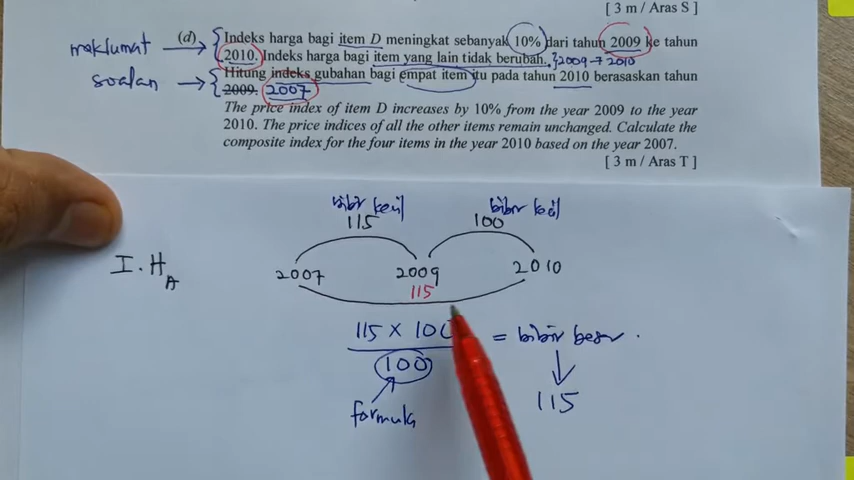 [ 3 m / Aras S ]
maklumat → (d) Indeks harga bagi item D meningkat sebanyak 10% dari tahun 2009 ke tahun
2010. Indeks harga bagi item yang lain tidak berubah. } 2009 → 2010
soalan → Hitung indeks gubahan bagi empat item itu pada tahun 2010 berasaskan tahun
2009. 2007
The price index of item D increases by 10% from the year 2009 to the year
2010. The price indices of all the other items remain unchanged. Calculate the
composite index for the four items in the year 2010 based on the year 2007.
[ 3 m / Aras T ]
bibir kecil bibir kecil
115 100
I.H A
2007 2009 2010
115
115 x 100 = bibir besar.
100
formula 115